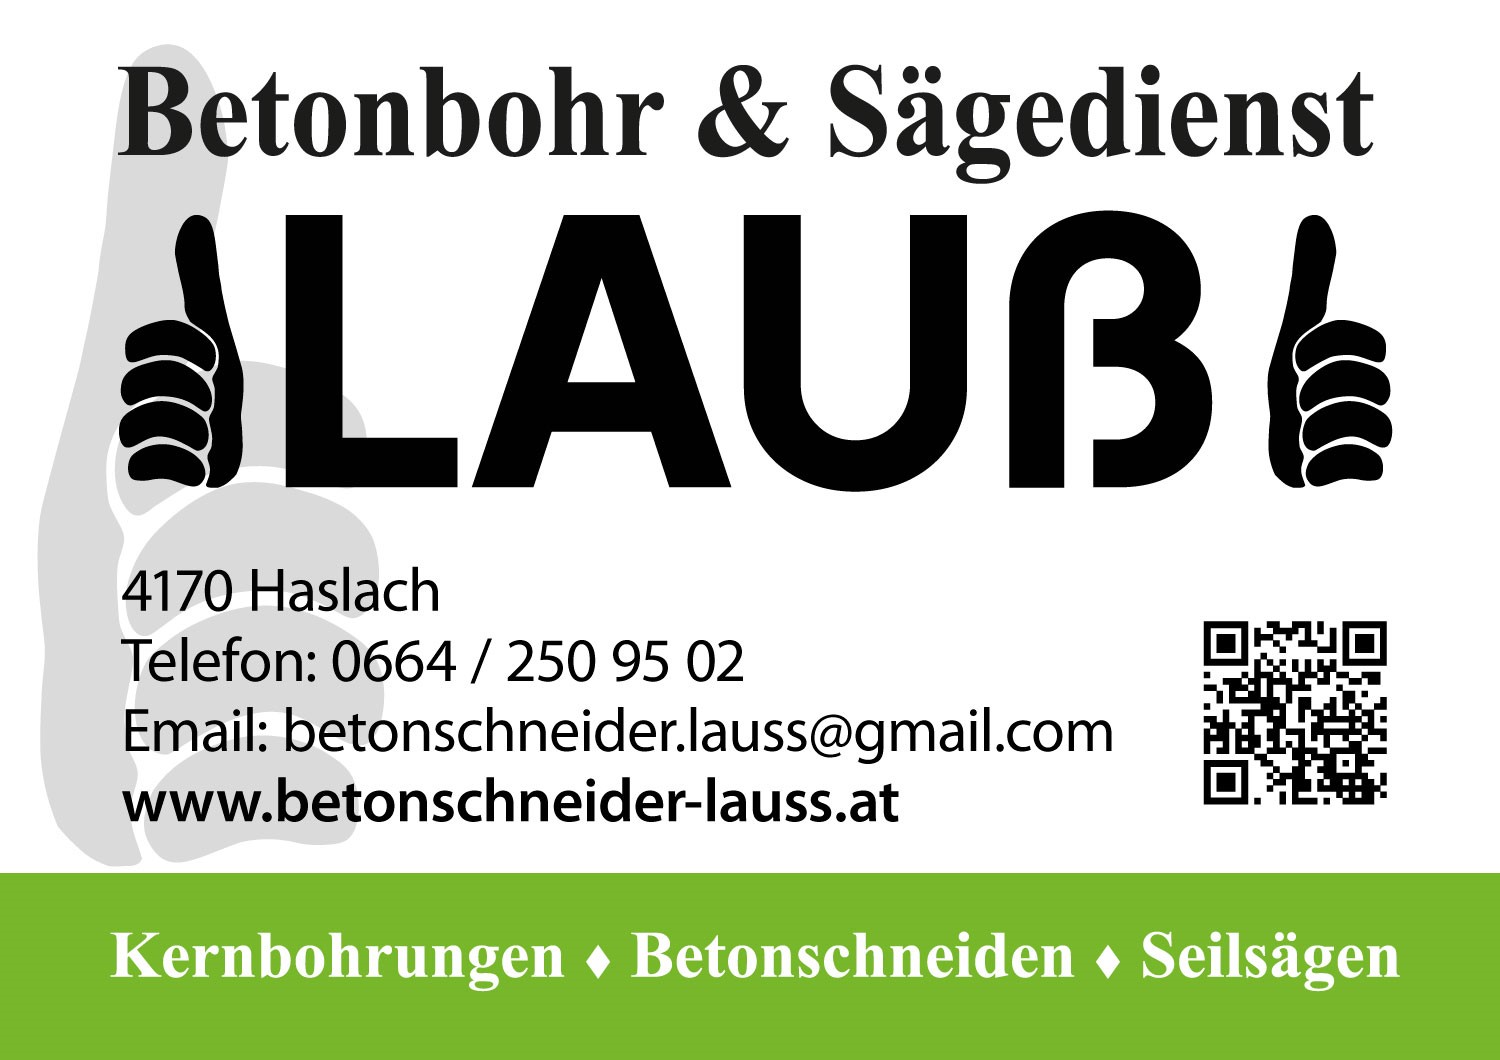 Betonbohr & Sägedienst
LAUß
4170 Haslach
Telefon: 0664 / 250 95 02
Email: betonschneider.lauss@gmail.com
www.betonschneider-lauss.at
Kernbohrungen ♦ Betonschneiden ♦ Seilsägen